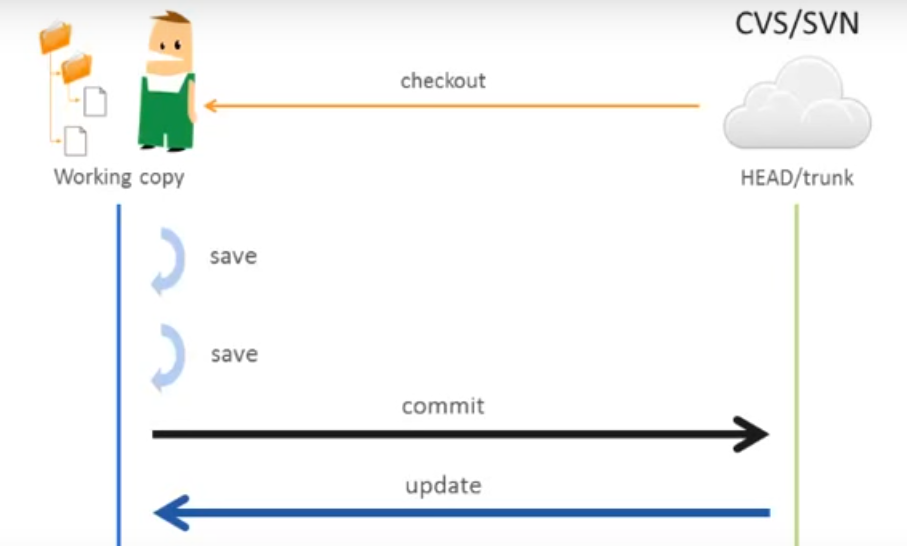 CVS/SVN
checkout
Working copy
HEAD/trunk
save
save
commit
update